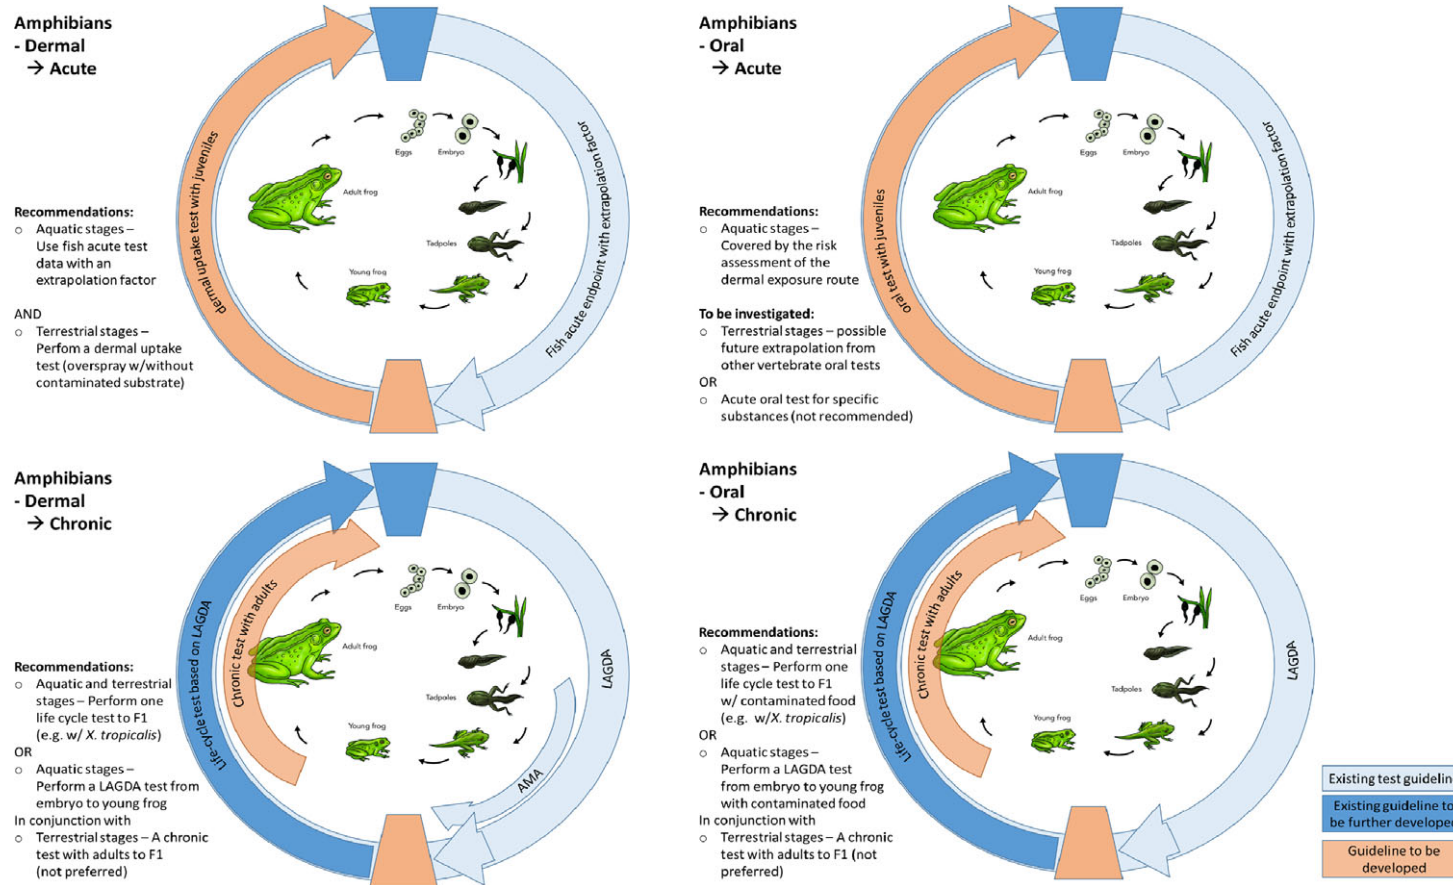 Amphibians
- Dermal
→ Acute
Recommendations:
○ Aquatic stages –
Use fish acute test
data with an
extrapolation factor
AND
○ Terrestrial stages –
Perfom a dermal uptake
test (overspray w/without
contaminated substrate)
dermal uptake test with juveniles
Fish acute endpoint with extrapolation factor
Eggs
Embryo
Adult frog
Tadpoles
Young frog
Amphibians
- Oral
→ Acute
Recommendations:
○ Aquatic stages –
Covered by the risk
assessment of the
dermal exposure route
To be investigated:
○ Terrestrial stages – possible
future extrapolation from
other vertebrate oral tests
OR
○ Acute oral test for specific
substances (not recommended)
oral test with juveniles
Fish acute endpoint with extrapolation factor
Eggs
Embryo
Adult frog
Tadpoles
Young frog
Amphibians
- Dermal
→ Chronic
Recommendations:
○ Aquatic and terrestrial
stages – Perform one
life cycle test to F1
(e.g. w/ X. tropicalis)
OR
○ Aquatic stages –
Perform a LAGDA test from
embryo to young frog
In conjunction with
○ Terrestrial stages – A chronic
test with adults to F1
(not preferred)
Life-cycle test based on LAGDA
Chronic test with adults
LAGDA
AMA
Eggs
Embryo
Adult frog
Tadpoles
Young frog
Amphibians
- Oral
→ Chronic
Recommendations:
○ Aquatic and terrestrial
stages – Perform one
life cycle test to F1
w/ contaminated food
(e.g. w/X. tropicalis)
OR
○ Aquatic stages –
Perform a LAGDA test
from embryo to young frog
with contaminated food
In conjunction with
○ Terrestrial stages – A chronic
test with adults to F1 (not
preferred)
Life-cycle test based on LAGDA
Chronic test with adults
LAGDA
Eggs
Embryo
Adult frog
Tadpoles
Young frog
Existing test guidelin
Existing guideline to
be further developed
Guideline to be
developed